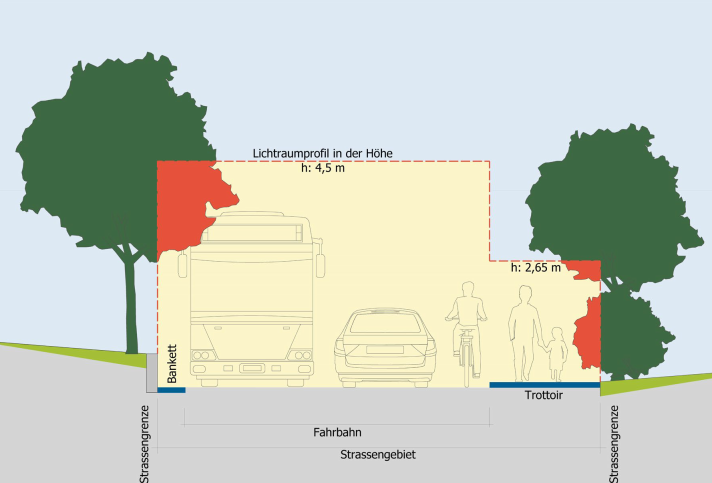 Lichtraumprofil in der Höhe
h: 4,5 m
h: 2,65 m
Bankett
Trottoir
Strassengrenze
Fahrbahn
Strassengebiet
Strassengrenze